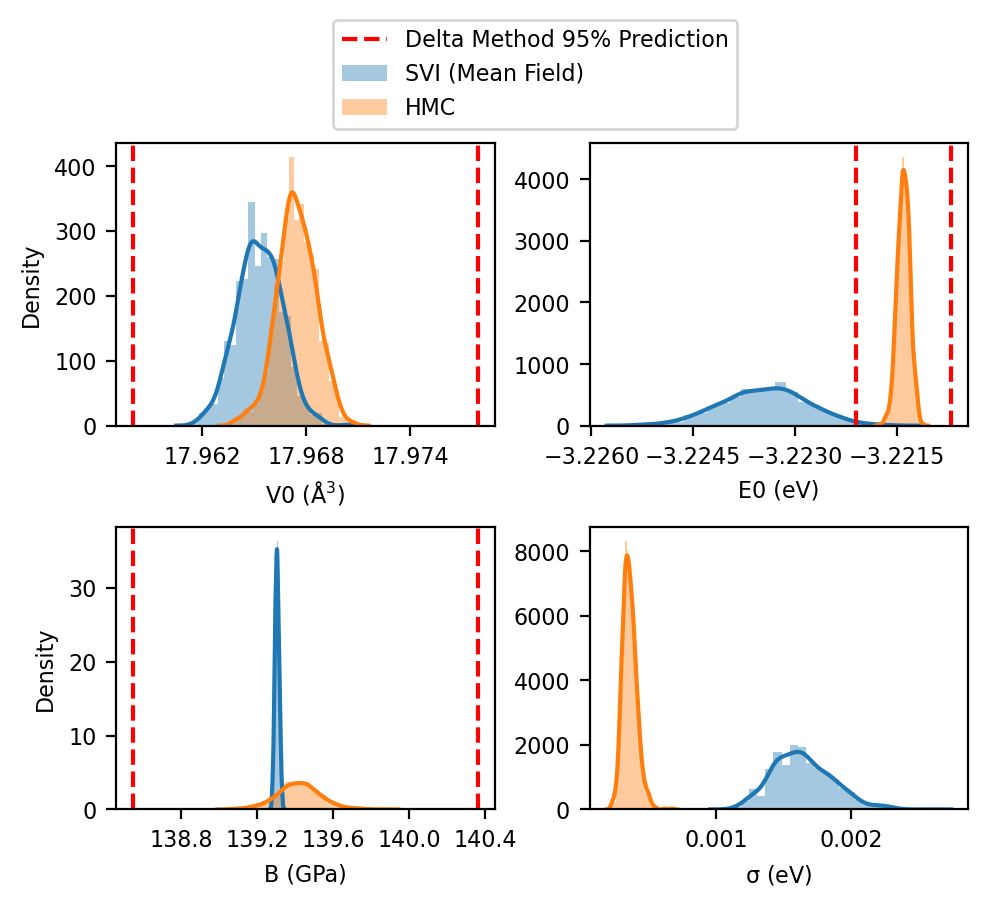 Delta Method 95% Prediction
SVI (Mean Field)
HMC
400
300
200
100
0
Density
17.962 17.968 17.974
V0 (Å³)
4000
3000
2000
1000
0
−3.2260 −3.2245 −3.2230 −3.2215
E0 (eV)
30
20
10
0
Density
138.8 139.2 139.6 140.0 140.4
B (GPa)
8000
6000
4000
2000
0
0.001 0.002
σ (eV)